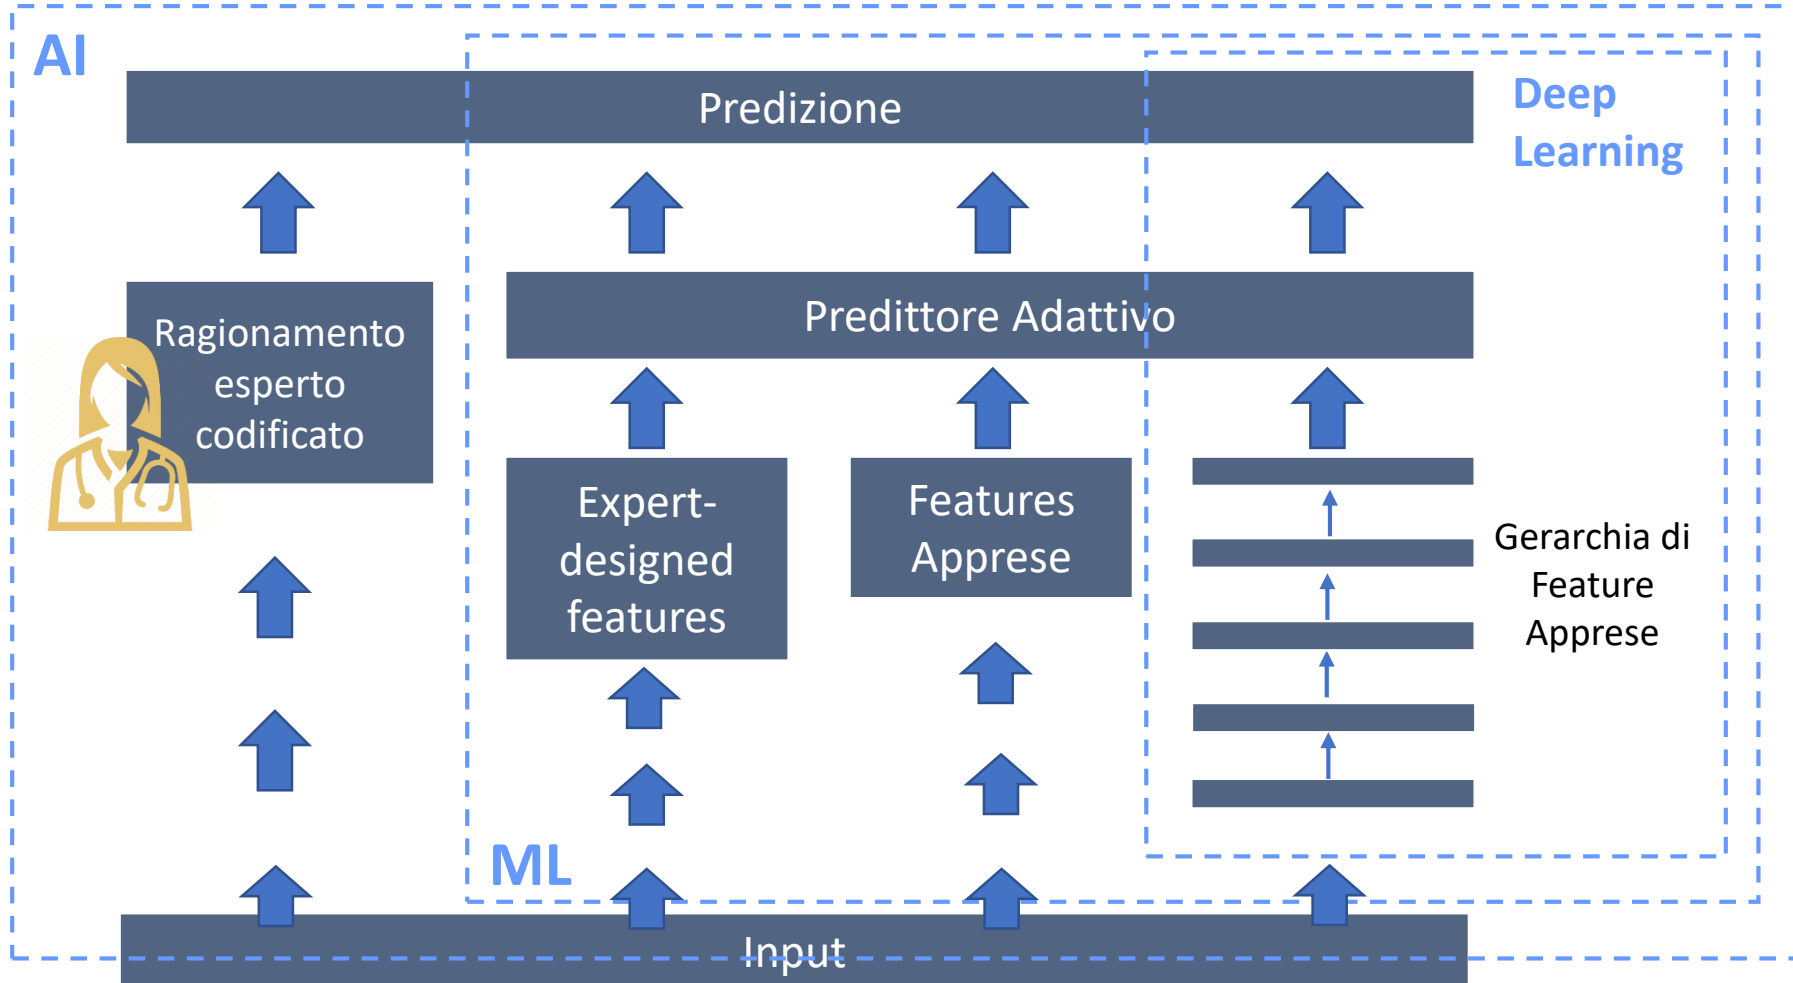 AI
Predizione
Deep
Learning
Ragionamento
esperto
codificato
Predittore Adattivo
Expert-
designed
features
Features
Apprese
Gerarchia di
Feature
Apprese
ML
Input